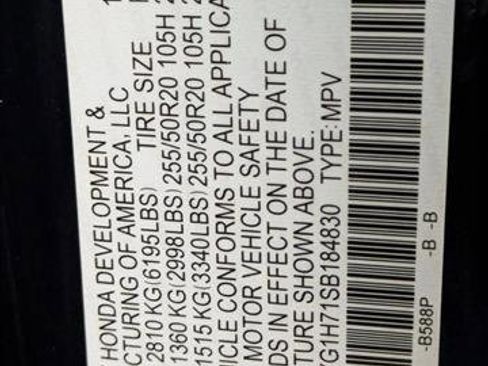 HONDA DEVELOPMENT &
CTURING OF AMERICA, LLC
2810 KG(6195LBS) TIRE SIZE
1360 KG(2998LBS) 255/50R20 105H
1515 KG(3340LBS) 255/50R20 105H
ICLE CONFORMS TO ALL APPLICA
MOTOR VEHICLE SAFETY
DS IN EFFECT ON THE DATE OF
TURE SHOWN ABOVE.
G1H71SB184830 TYPE: MPV
-B588P -B -B